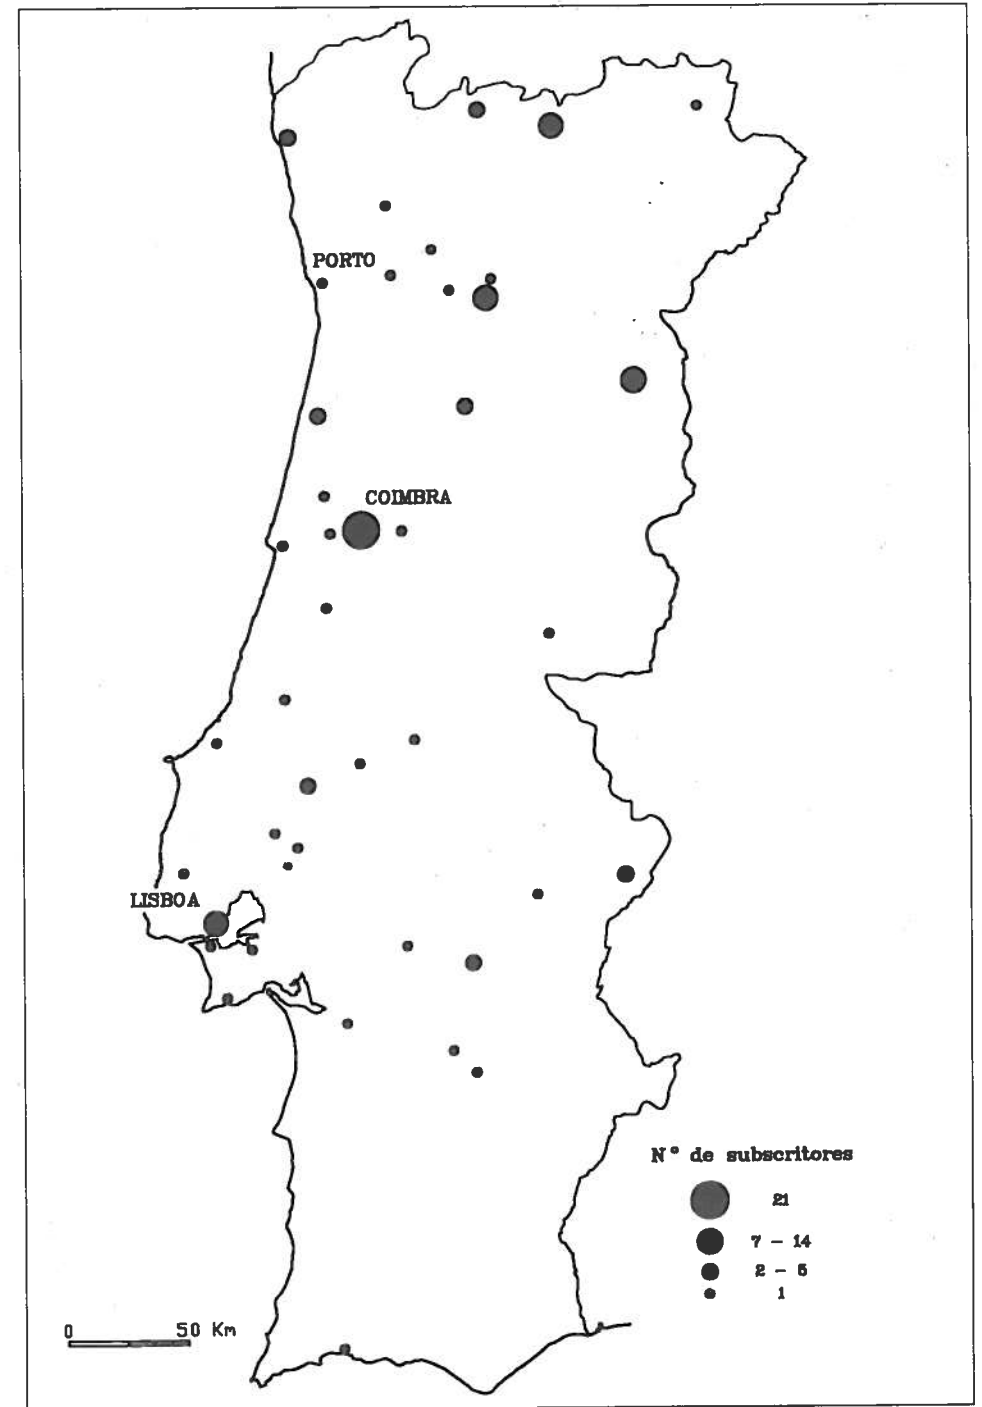 PORTO
COIMBRA
LISBOA
N° de subscritores
21
7 - 14
2 - 5
1
0 50 Km